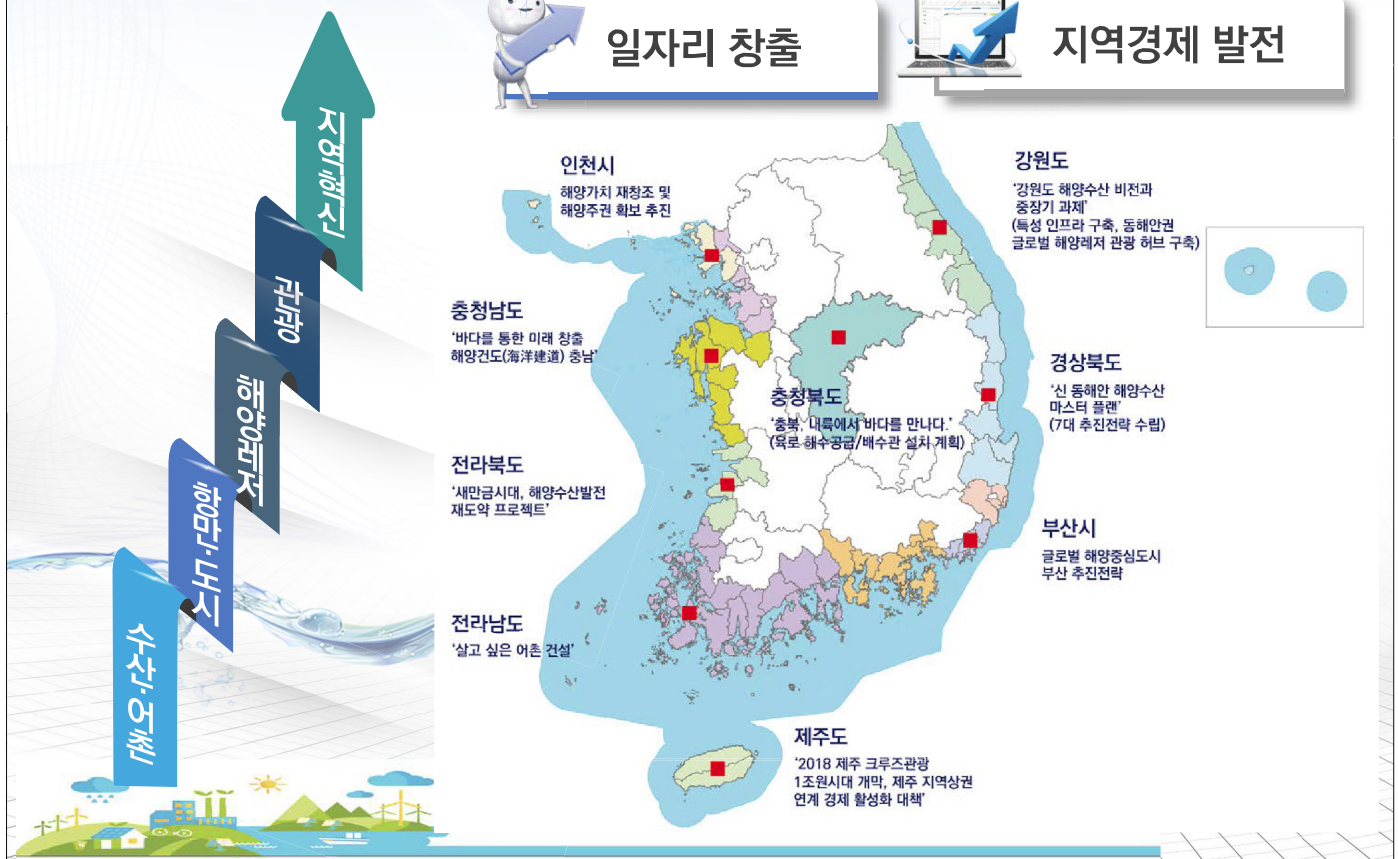 일자리 창출
지역경제 발전
지역혁신
관광
해양레저
항만·도시
수산·어촌
인천시
해양가치 재창조 및
해양주권 확보 추진
강원도
'강원도 해양수산 비전과
중장기 과제'
(특성 인프라 구축, 동해안권
글로벌 해양레저 관광 허브 구축)
충청남도
'바다를 통한 미래 창출
해양건도(海洋建道) 충남'
충청북도
'충북, 내륙에서 바다를 만나다.'
(육로 해수공급/배수관 설치 계획)
경상북도
'신 동해안 해양수산
마스터 플랜'
(7대 추진전략 수립)
전라북도
'새만금시대, 해양수산발전
재도약 프로젝트'
부산시
글로벌 해양중심도시
부산 추진전략
전라남도
'살고 싶은 어촌 건설'
제주도
'2018 제주 크루즈관광
1조원시대 개막, 제주 지역상권
연계 경제 활성화 대책'